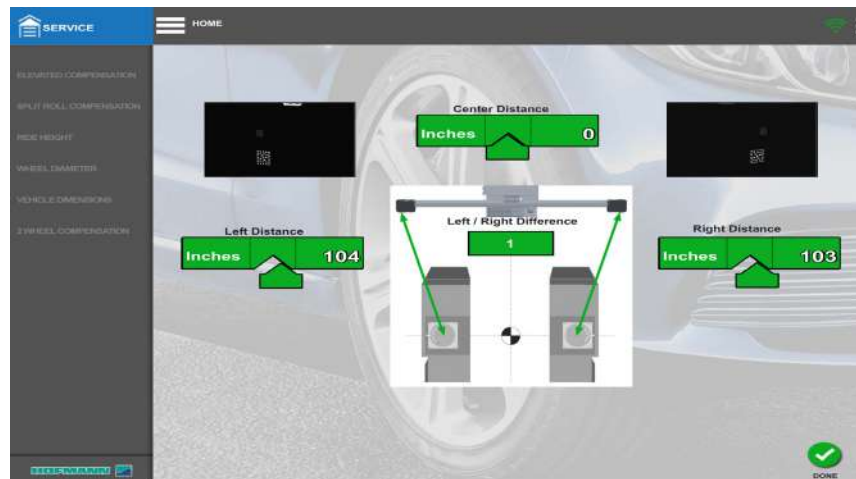 SERVICE
HOME
ELEVATED COMPENSATION
SPLIT ROLL COMPENSATION
RIDE HEIGHT
WHEEL DIAMETER
VEHICLE DIMENSIONS
2 WHEEL COMPENSATION
Center Distance
Inches 0
Left Distance
Inches 104
Left / Right Difference
1
Right Distance
Inches 103
HOFMANN
DONE